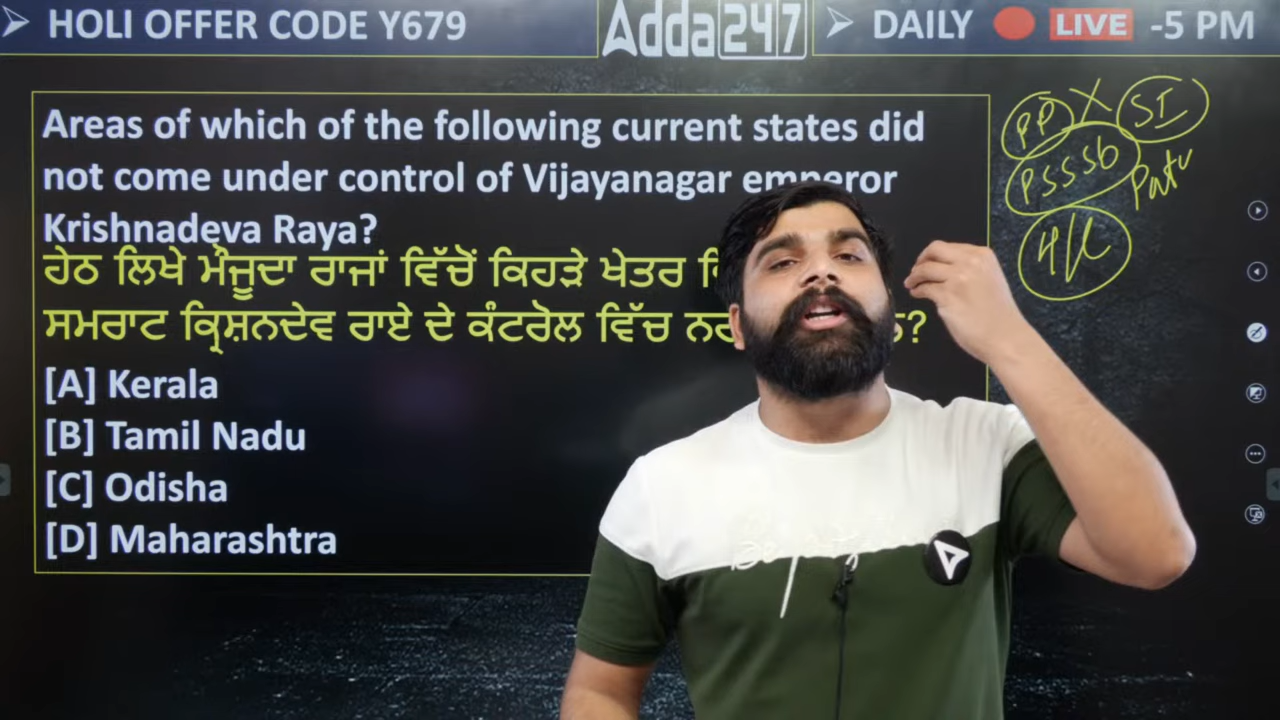 ➤ HOLI OFFER CODE Y679
Adda247
➤ DAILY LIVE -5 PM
Areas of which of the following current states did
not come under control of Vijayanagar emperor
Krishnadeva Raya?
ਹੇਠ ਲਿਖੇ ਮੌਜੂਦਾ ਰਾਜਾਂ ਵਿੱਚੋਂ ਕਿਹੜੇ ਖੇਤਰ
ਸਮਰਾਟ ਕ੍ਰਿਸ਼ਨਦੇਵ ਰਾਏ ਦੇ ਕੰਟਰੋਲ ਵਿੱਚ
[A] Kerala
[B] Tamil Nadu
[C] Odisha
[D] Maharashtra
PP X SI
PSSSb